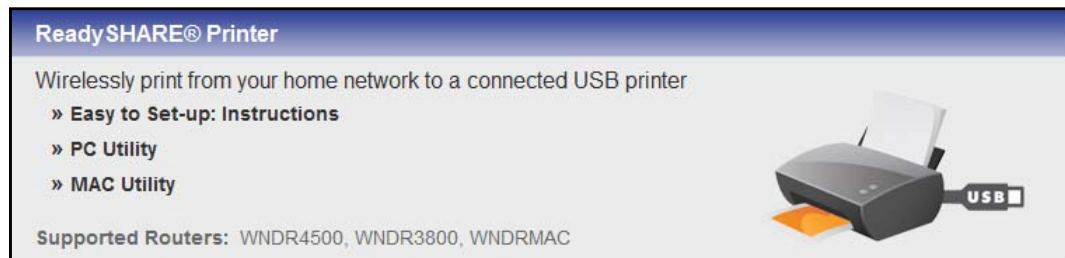 ReadySHARE® Printer
Wirelessly print from your home network to a connected USB printer
» Easy to Set-up: Instructions
» PC Utility
» MAC Utility
USB
Supported Routers: WNDR4500, WNDR3800, WNDRMAC